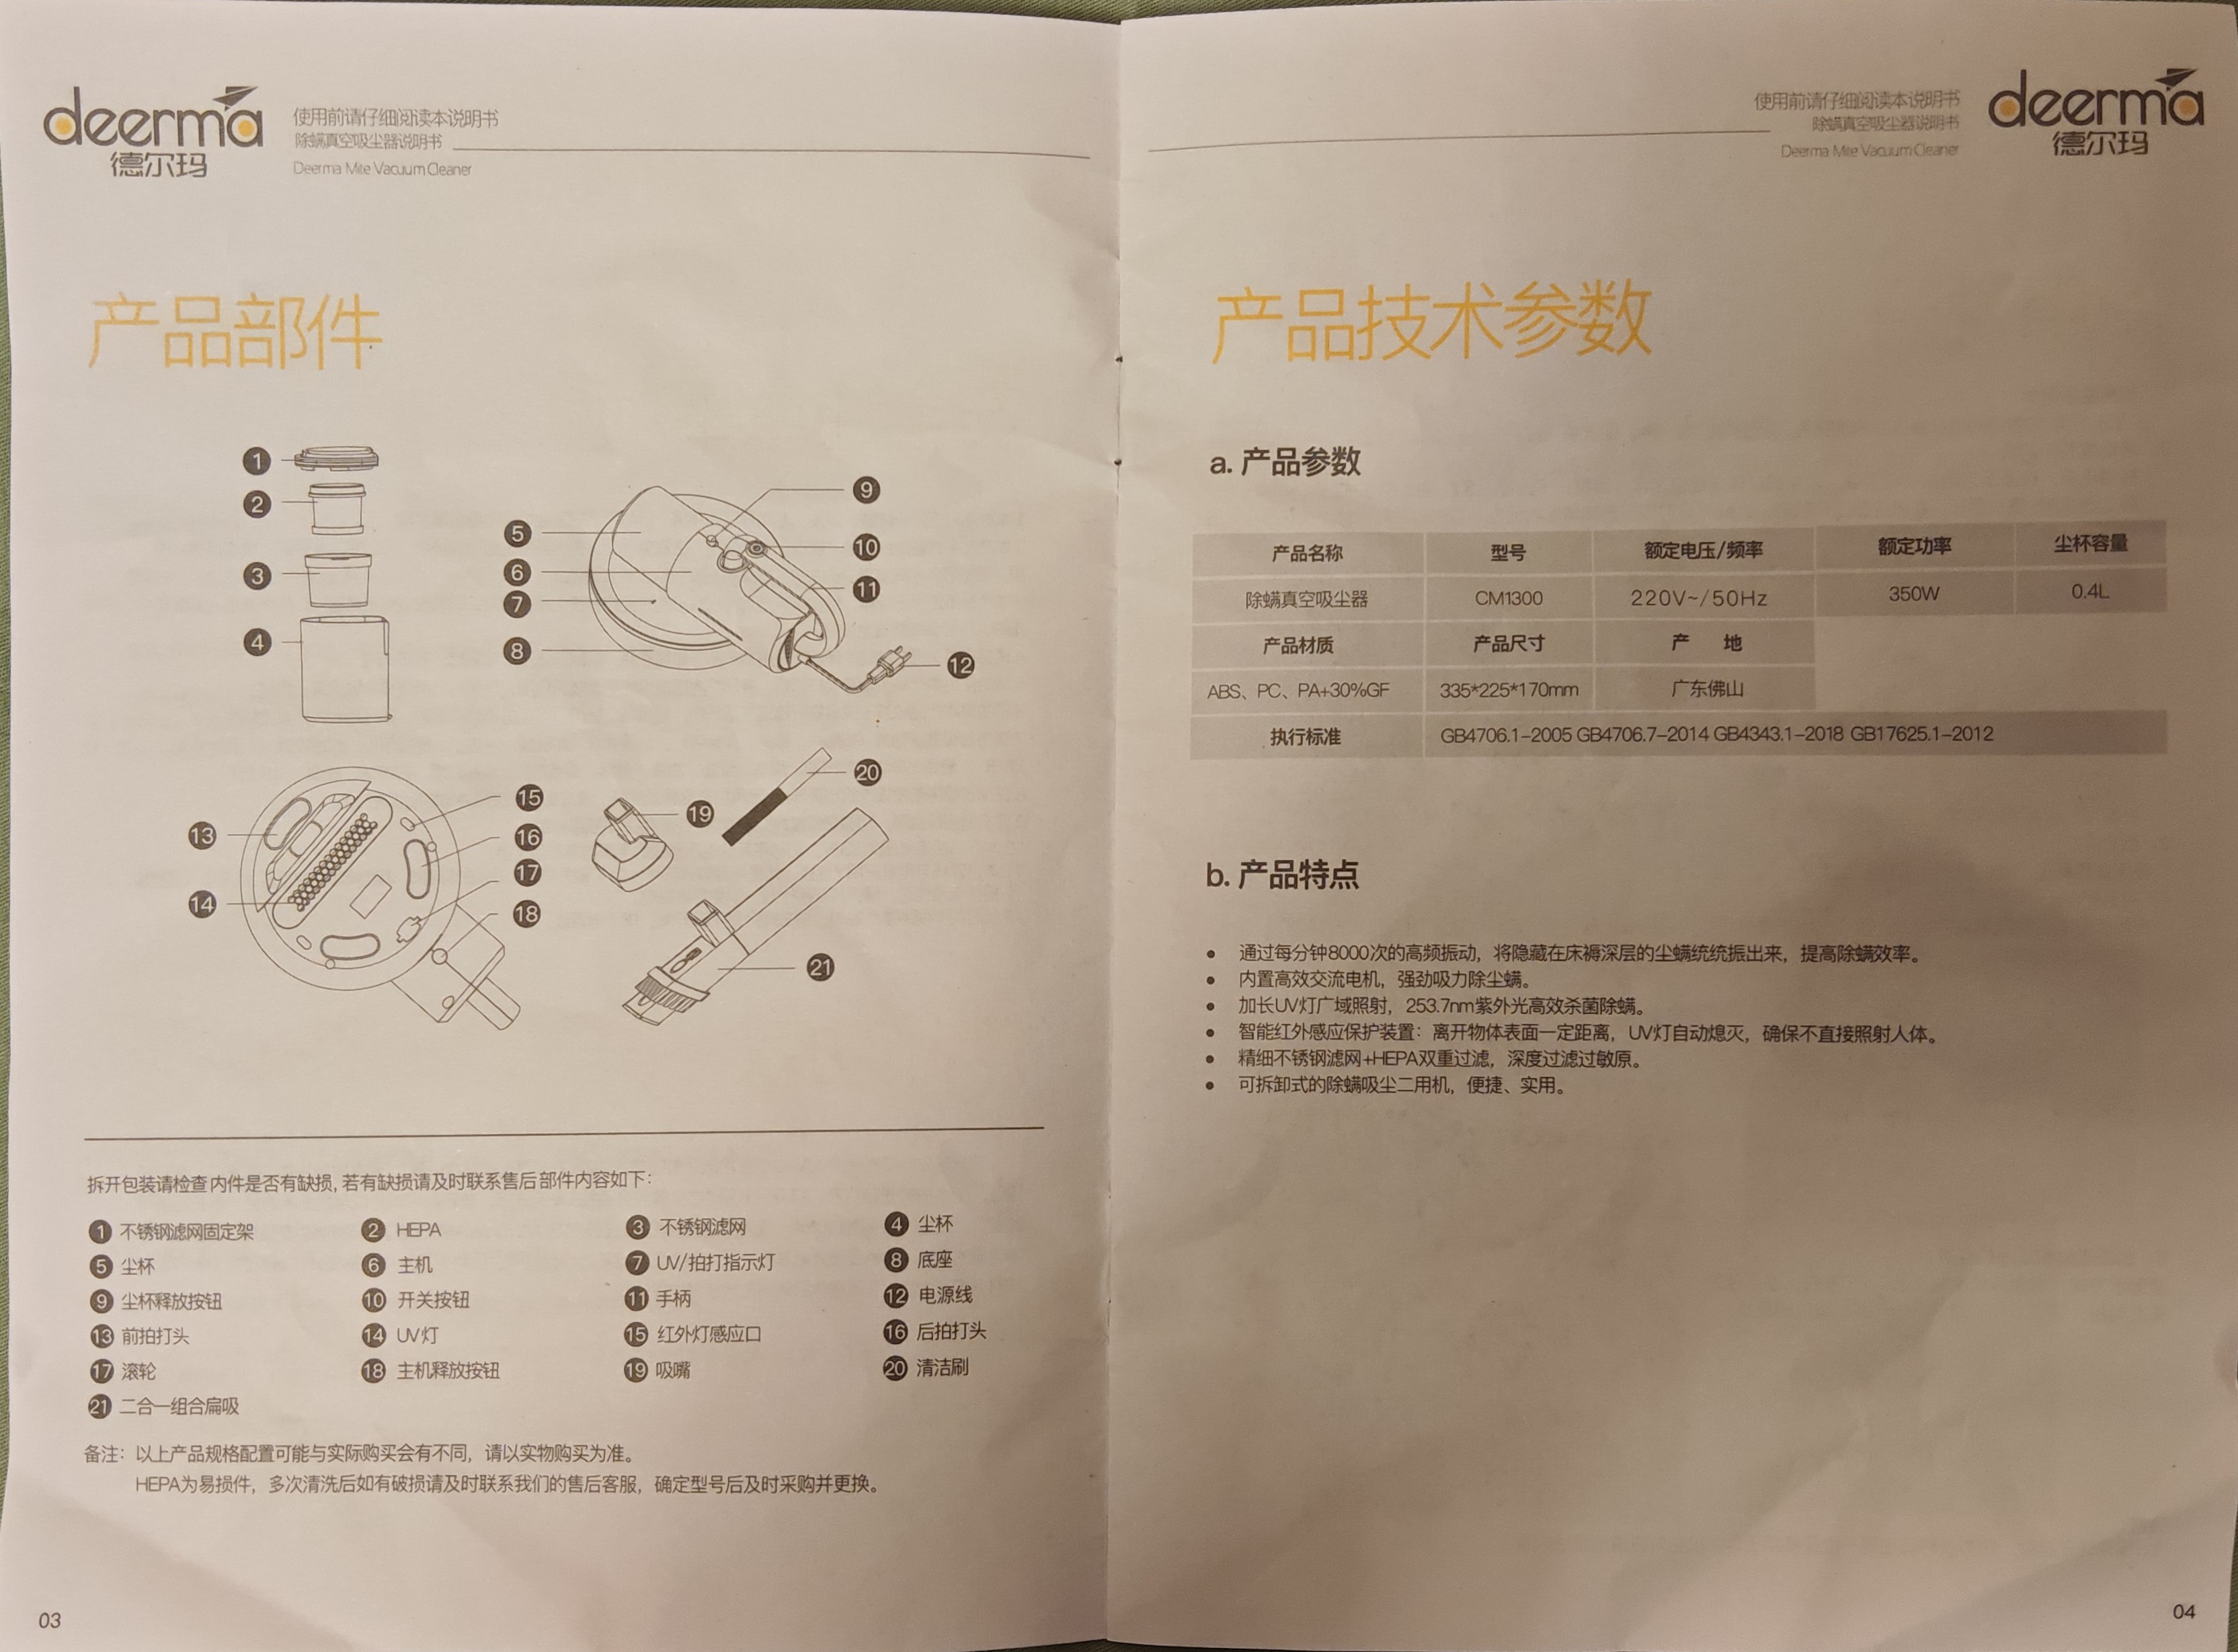 deerma
德尔玛
使用前请仔细阅读本说明书
除螨真空吸尘器说明书
Deerma Mite Vacuum Cleaner
产品部件
1
2
3
4
5
6
7
8
9
10
11
12
13
14
15
16
17
18
19
20
21
拆开包装请检查内件是否有缺损,若有缺损请及时联系售后 部件内容如下:
1 不锈钢滤网固定架 2 HEPA 3 不锈钢滤网 4 尘杯
5 尘杯 6 主机 7 UV/拍打指示灯 8 底座
9 尘杯释放按钮 10 开关按钮 11 手柄 12 电源线
13 前拍打头 14 UV灯 15 红外灯感应口 16 后拍打头
17 滚轮 18 主机释放按钮 19 吸嘴 20 清洁刷
21 二合一组合扁吸
备注：以上产品规格配置可能与实际购买会有不同，请以实物购买为准。
HEPA为易损件，多次清洗后如有破损请及时联系我们的售后客服，确定型号后及时采购并更换。
03
使用前请仔细阅读本说明书
除螨真空吸尘器说明书
Deerma Mite Vacuum Cleaner
deerma
德尔玛
产品技术参数
a. 产品参数
产品名称 型号 额定电压/频率 额定功率 尘杯容量
除螨真空吸尘器 CM1300 220V~/50Hz 350W 0.4L
产品材质 产品尺寸 产 地
ABS、PC、PA+30%GF 335*225*170mm 广东佛山
执行标准 GB4706.1-2005 GB4706.7-2014 GB4343.1-2018 GB17625.1-2012
b. 产品特点
• 通过每分钟8000次的高频振动，将隐藏在床褥深层的尘螨统统振出来，提高除螨效率。
• 内置高效交流电机，强劲吸力除尘螨。
• 加长UV灯广域照射，253.7nm紫外光高效杀菌除螨。
• 智能红外感应保护装置：离开物体表面一定距离，UV灯自动熄灭，确保不直接照射人体。
• 精细不锈钢滤网+HEPA双重过滤，深度过滤过敏原。
• 可拆卸式的除螨吸尘二用机，便捷、实用。
04